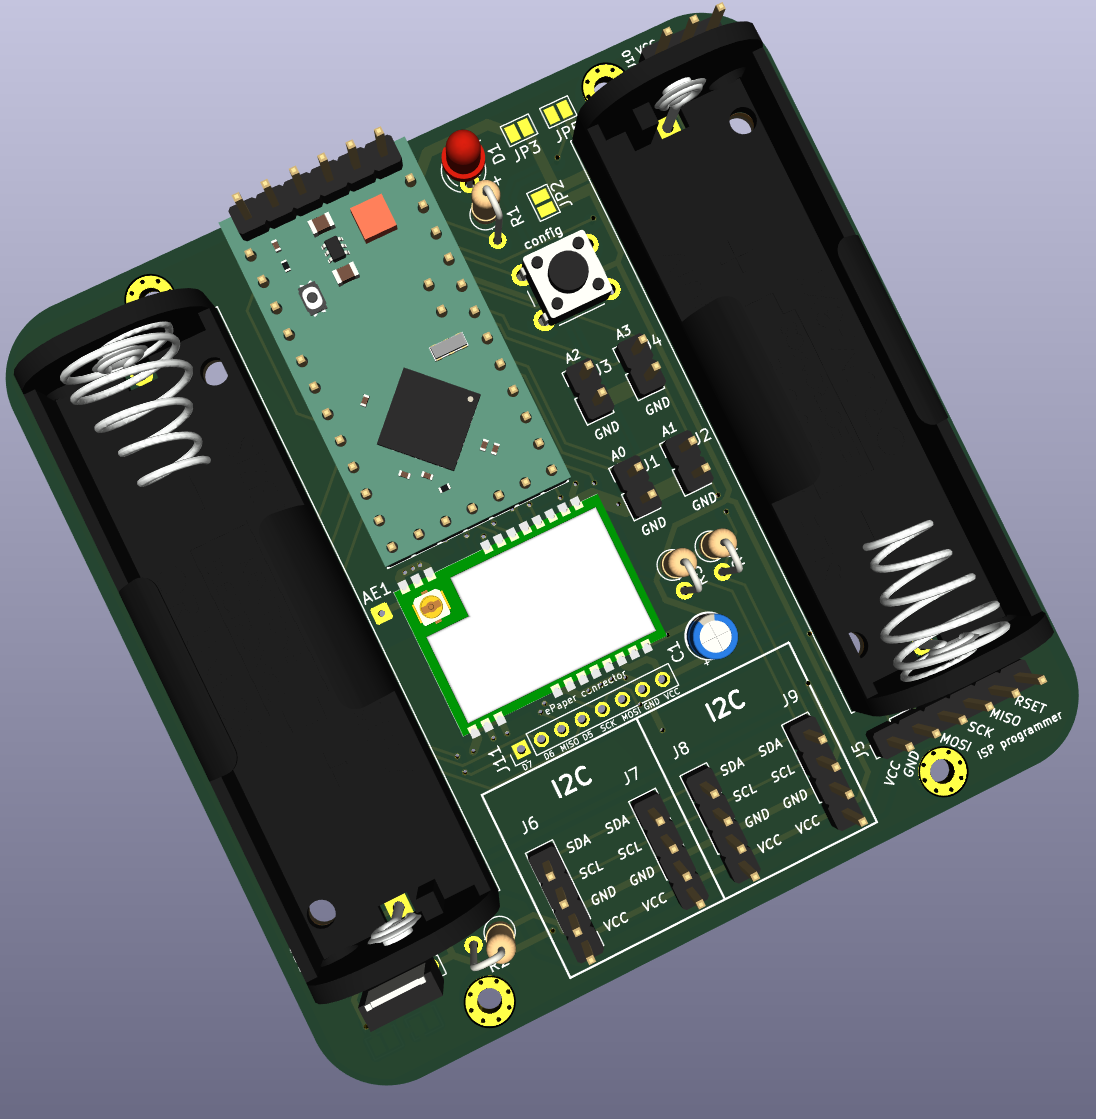 VCC
D1
JP3
JP2
R1
config
A3
A2
J3
GND
GND
A1
J2
A0
J1
GND
GND
AE1
C1
+
ePaper connector
J11
D7 D6 MISO D5 SCK MOSI GND VCC
I2C
I2C
J9
J8
J7
J6
SDA
SCL
GND
VCC
SDA
SCL
GND
VCC
SDA
SCL
GND
VCC
SDA
SCL
GND
VCC
J5
VCC
GND
MOSI
SCK
MISO
RSET
ISP programmer